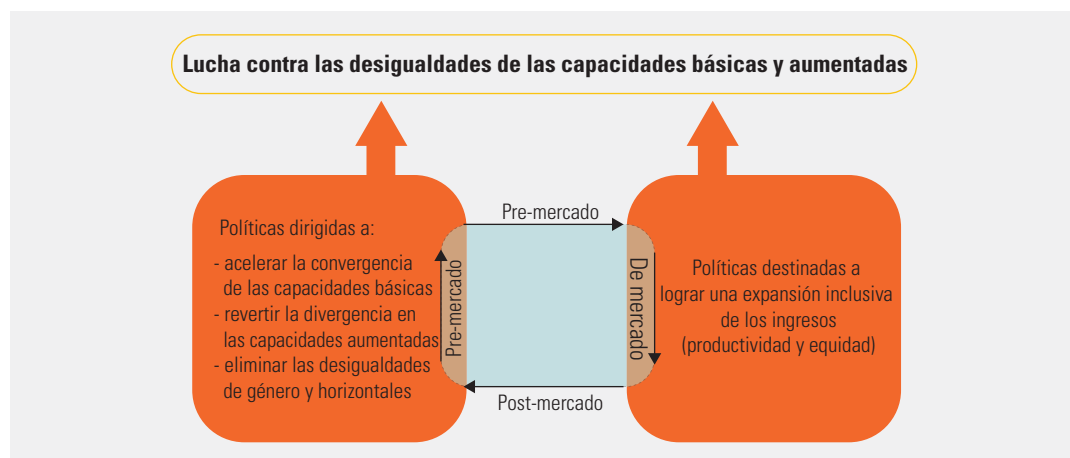 Lucha contra las desigualdades de las capacidades básicas y aumentadas
Políticas dirigidas a:
- acelerar la convergencia
de las capacidades básicas
- revertir la divergencia en
las capacidades aumentadas
- eliminar las desigualdades
de género y horizontales
Pre-mercado
Pre-mercado
De mercado
Post-mercado
Políticas destinadas a
lograr una expansión inclusiva
de los ingresos
(productividad y equidad)